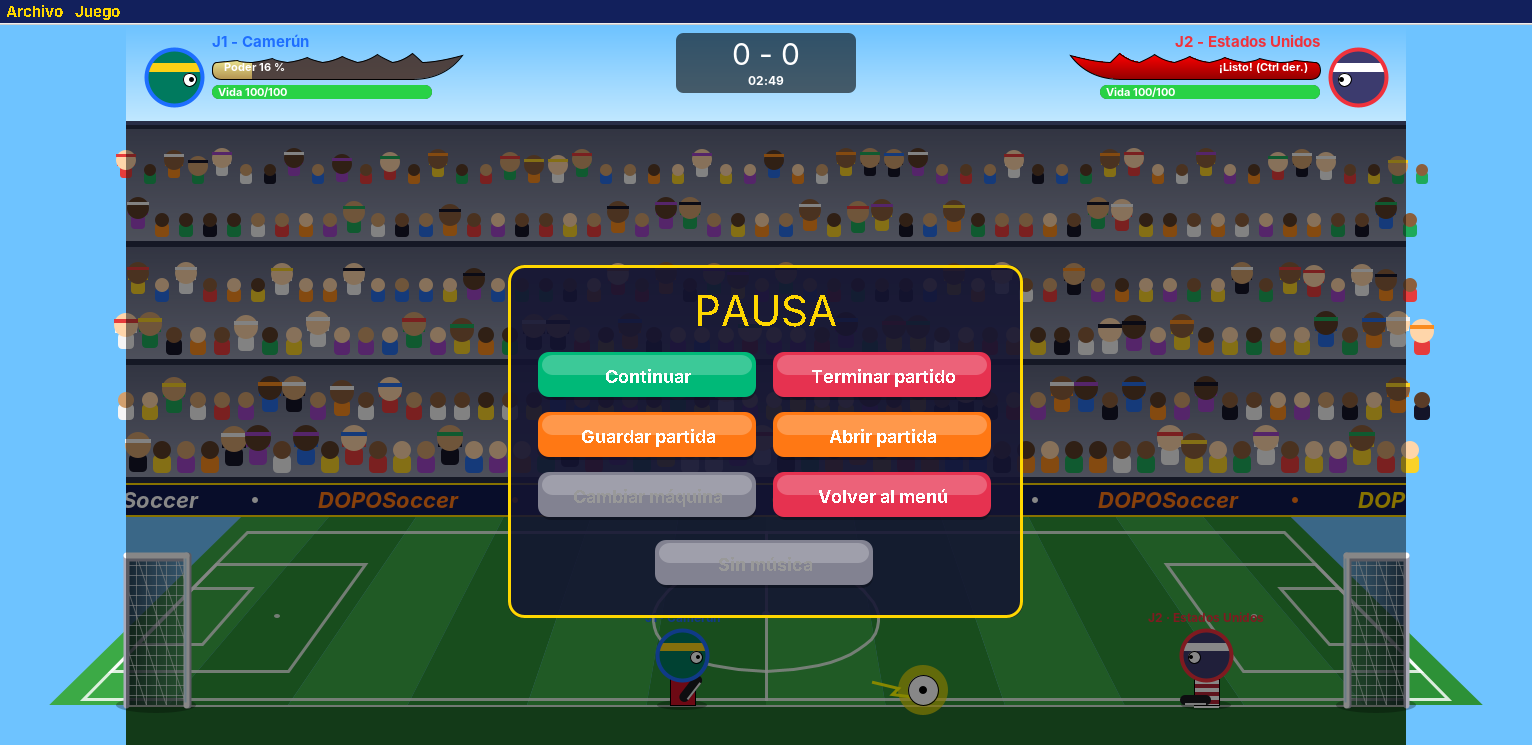 Archivo Juego
J1 - Camerún
Poder 16 %
Vida 100/100
0 - 0
02:49
J2 - Estados Unidos
¡Listo! (Ctrl der.)
Vida 100/100
PAUSA
Continuar
Terminar partido
Guardar partida
Abrir partida
Cambiar máquina
Volver al menú
Sin música
Soccer • DOPOSoccer
• DOPOSoccer • DOP
J2 - Estados Unidos